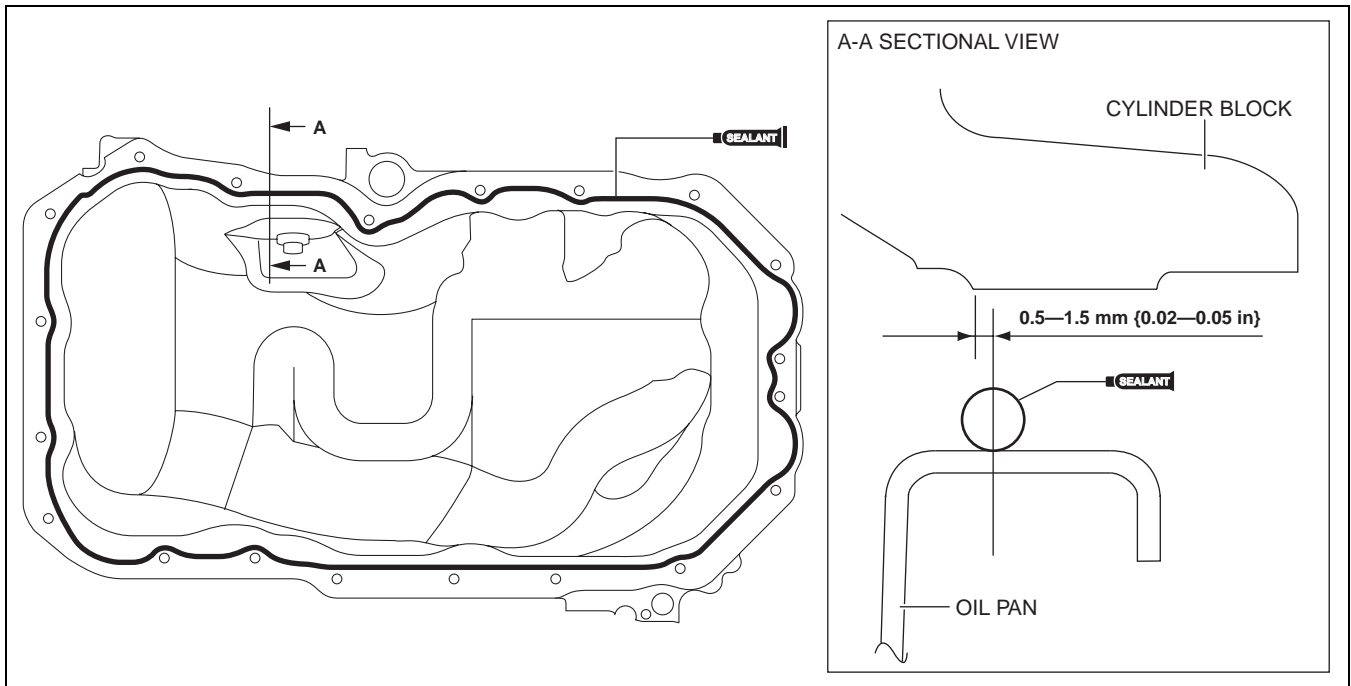 A
SEALANT
A
A-A SECTIONAL VIEW
CYLINDER BLOCK
0.5—1.5 mm {0.02—0.05 in}
SEALANT
OIL PAN